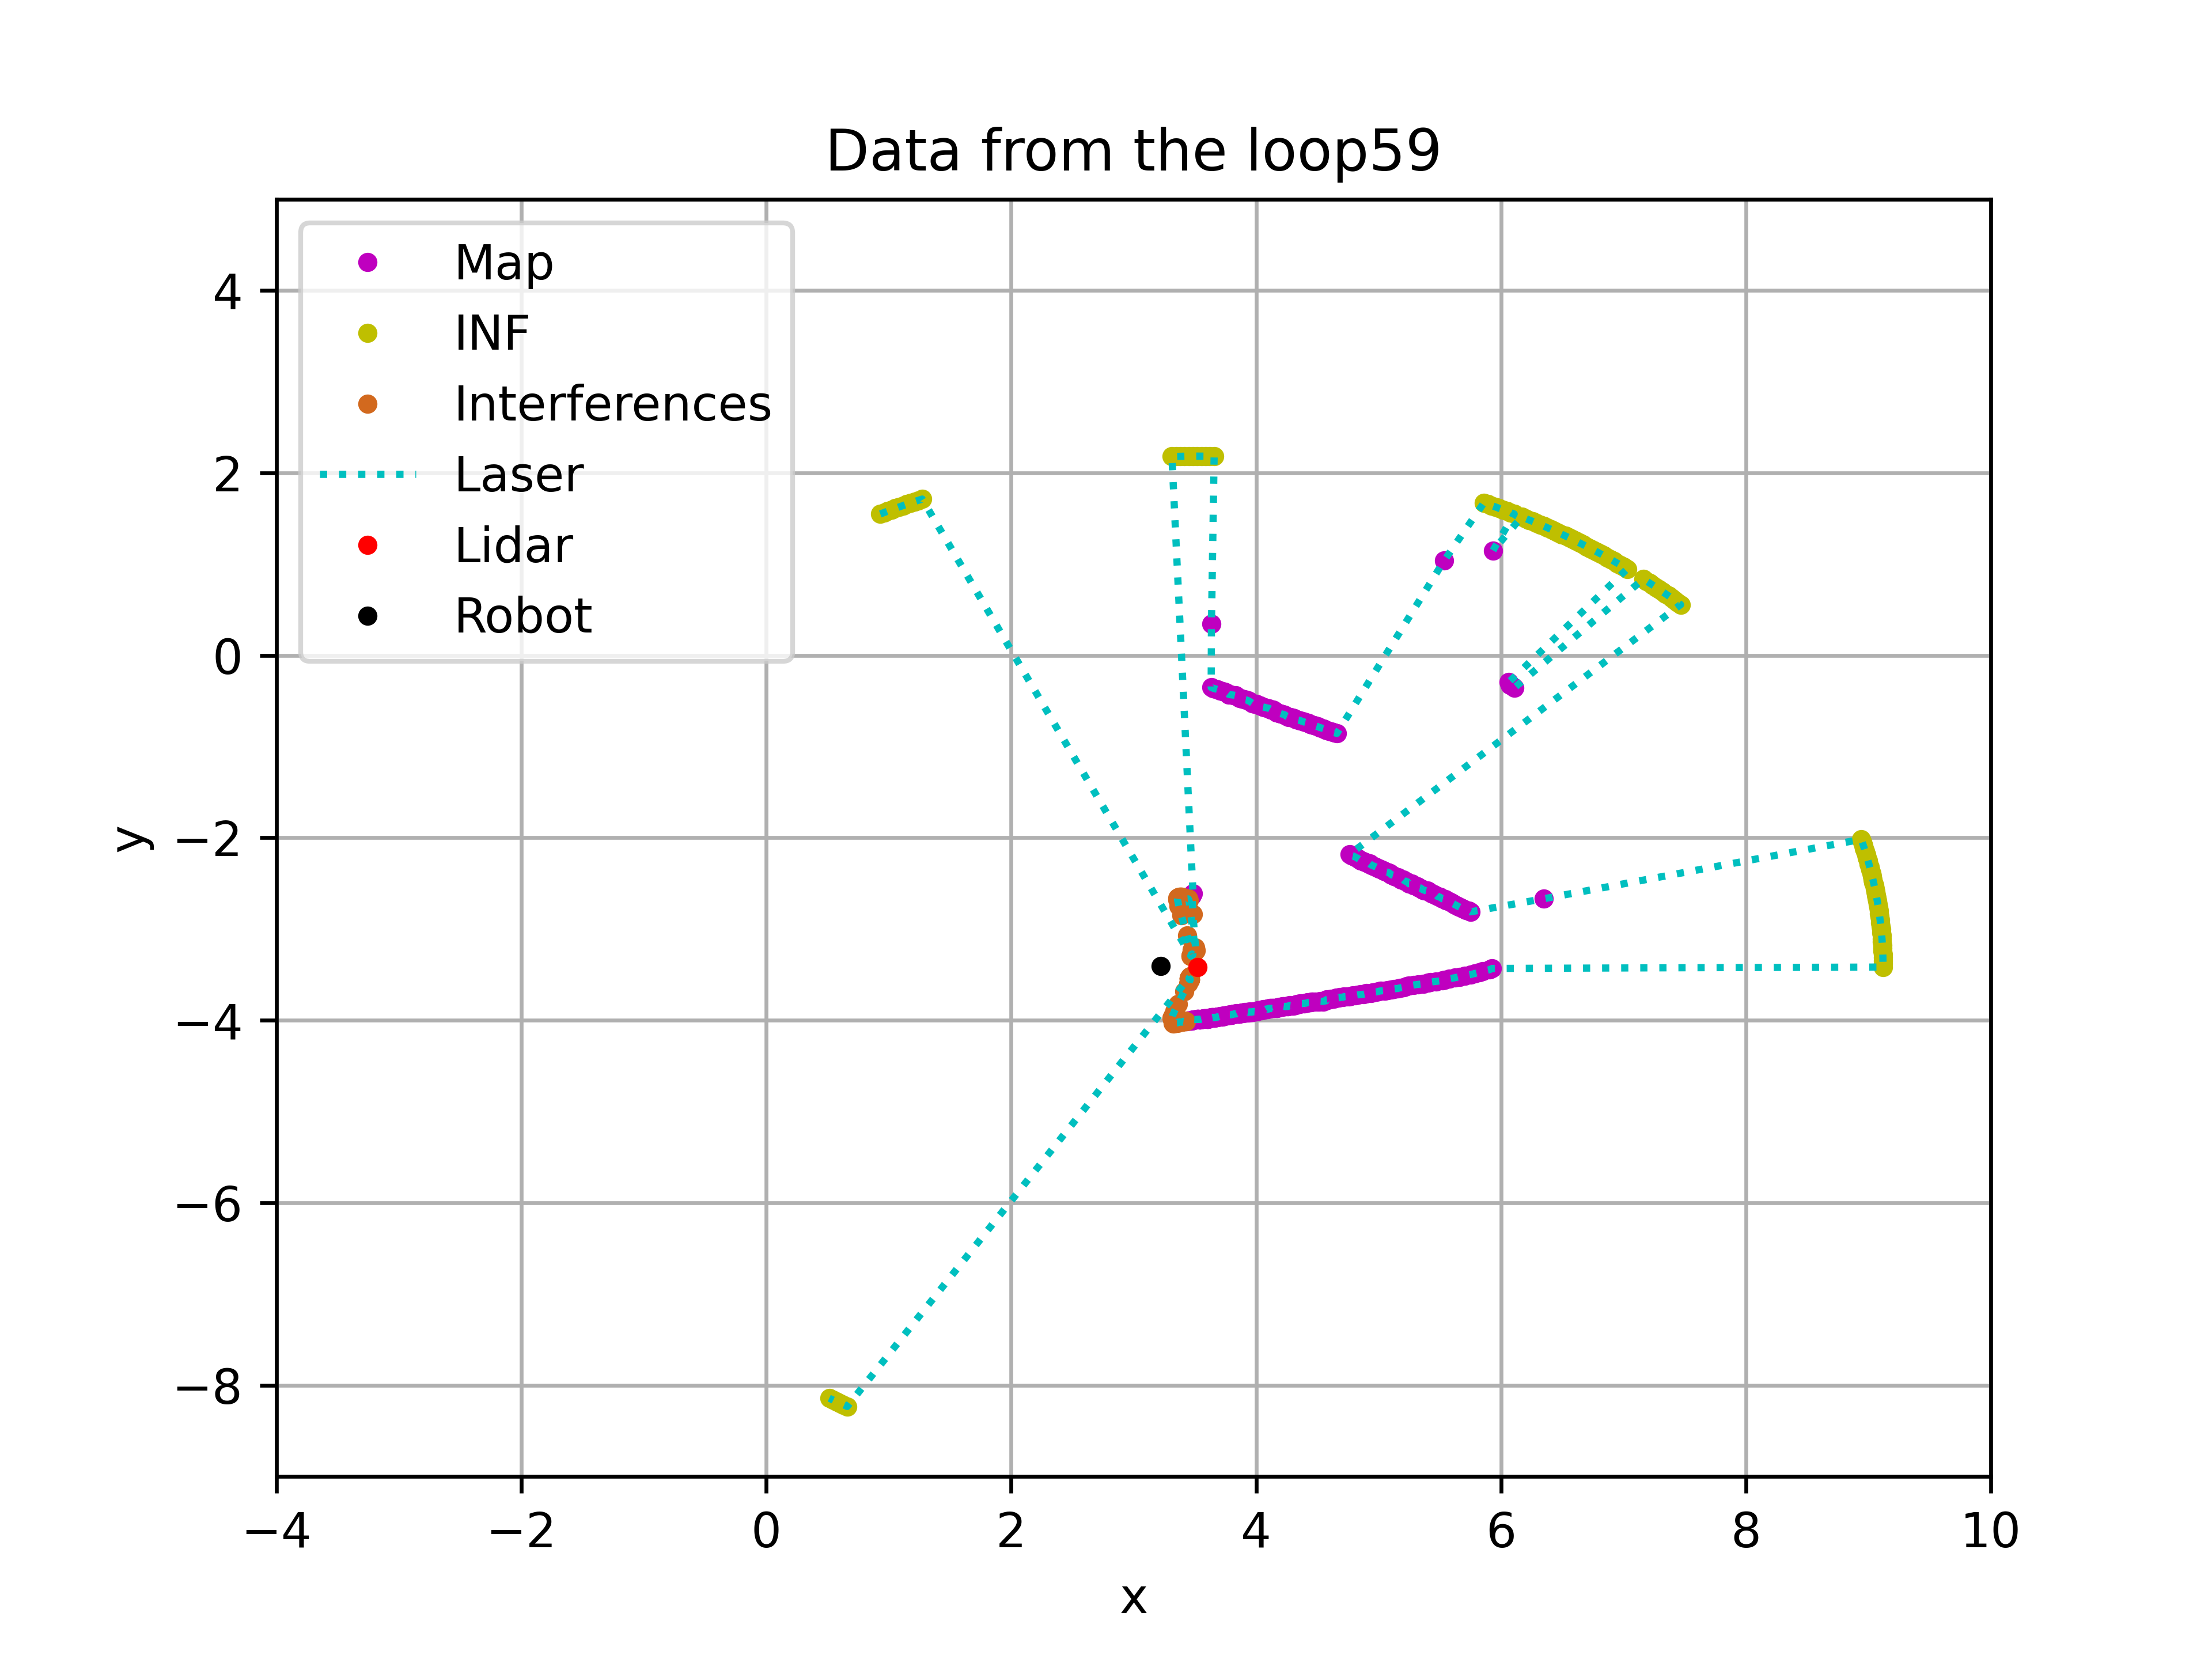 Data from the loop59
Map
INF
Interferences
Laser
Lidar
Robot
4
2
0
−2
−4
−6
−8
y
−4 −2 0 2 4 6 8 10
x